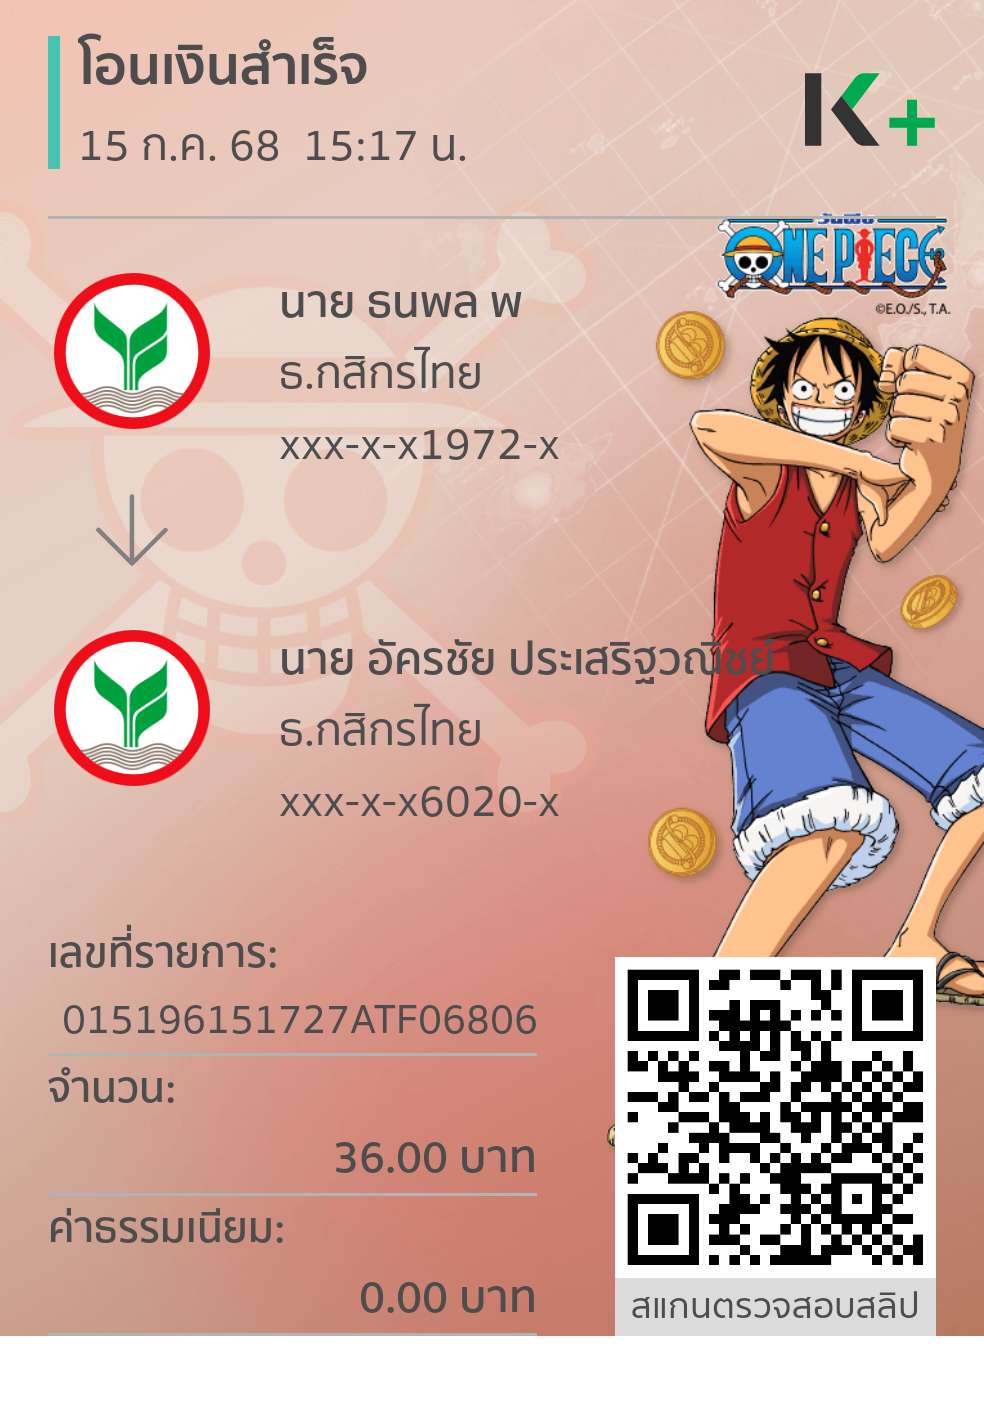 โอนเงินสำเร็จ
15 ก.ค. 68 15:17 น.
K+
วันพีซ
ONE PIECE
©E.O./S., T.A.
นาย ธนพล พ
ธ.กสิกรไทย
xxx-x-x1972-x
นาย อัครชัย ประเสริฐวณิชย์
ธ.กสิกรไทย
xxx-x-x6020-x
เลขที่รายการ:
015196151727ATF06806
จำนวน:
36.00 บาท
ค่าธรรมเนียม:
0.00 บาท
สแกนตรวจสอบสลิป